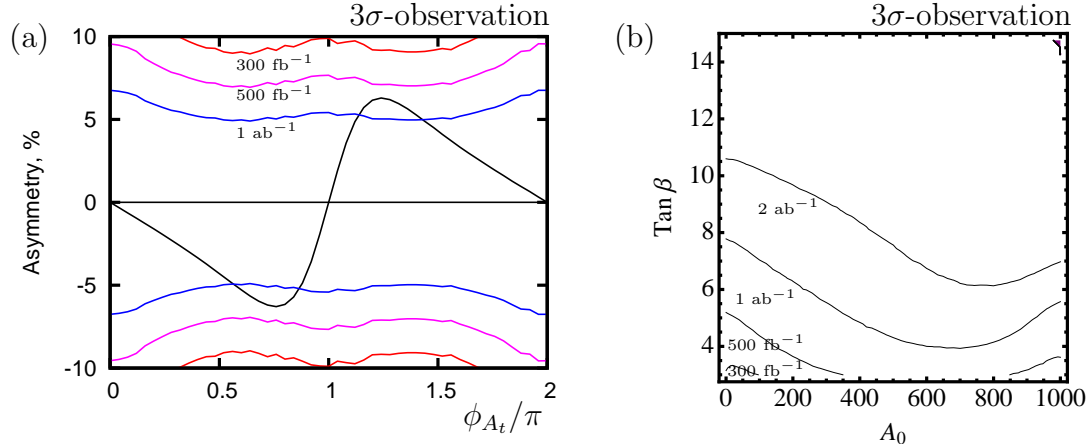 3σ-observation
(a)
10
5
0
-5
-10
Asymmetry, %
300 fb⁻¹
500 fb⁻¹
1 ab⁻¹
0
0.5
1
1.5
2
ϕ_{A_t}/π
3σ-observation
(b)
14
12
10
8
6
4
Tan β
2 ab⁻¹
1 ab⁻¹
500 fb⁻¹
300 fb⁻¹
0 200 400 600 800 1000
A₀